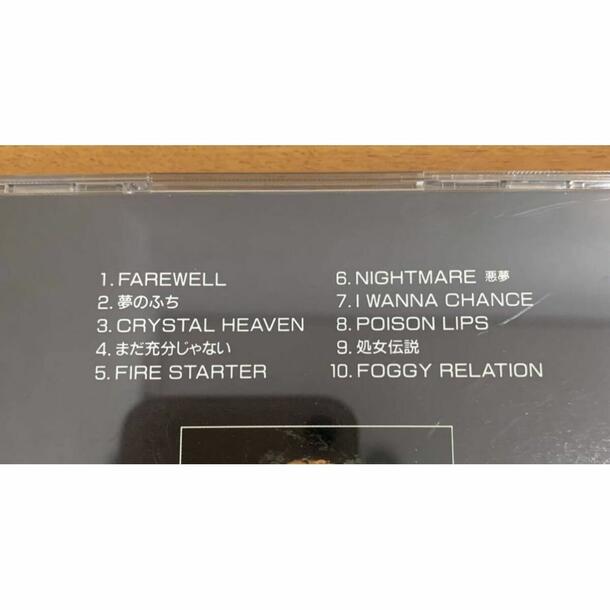 1. FAREWELL
2. 夢のふち
3. CRYSTAL HEAVEN
4. まだ充分じゃない
5. FIRE STARTER
6. NIGHTMARE 悪夢
7. I WANNA CHANCE
8. POISON LIPS
9. 処女伝説
10. FOGGY RELATION